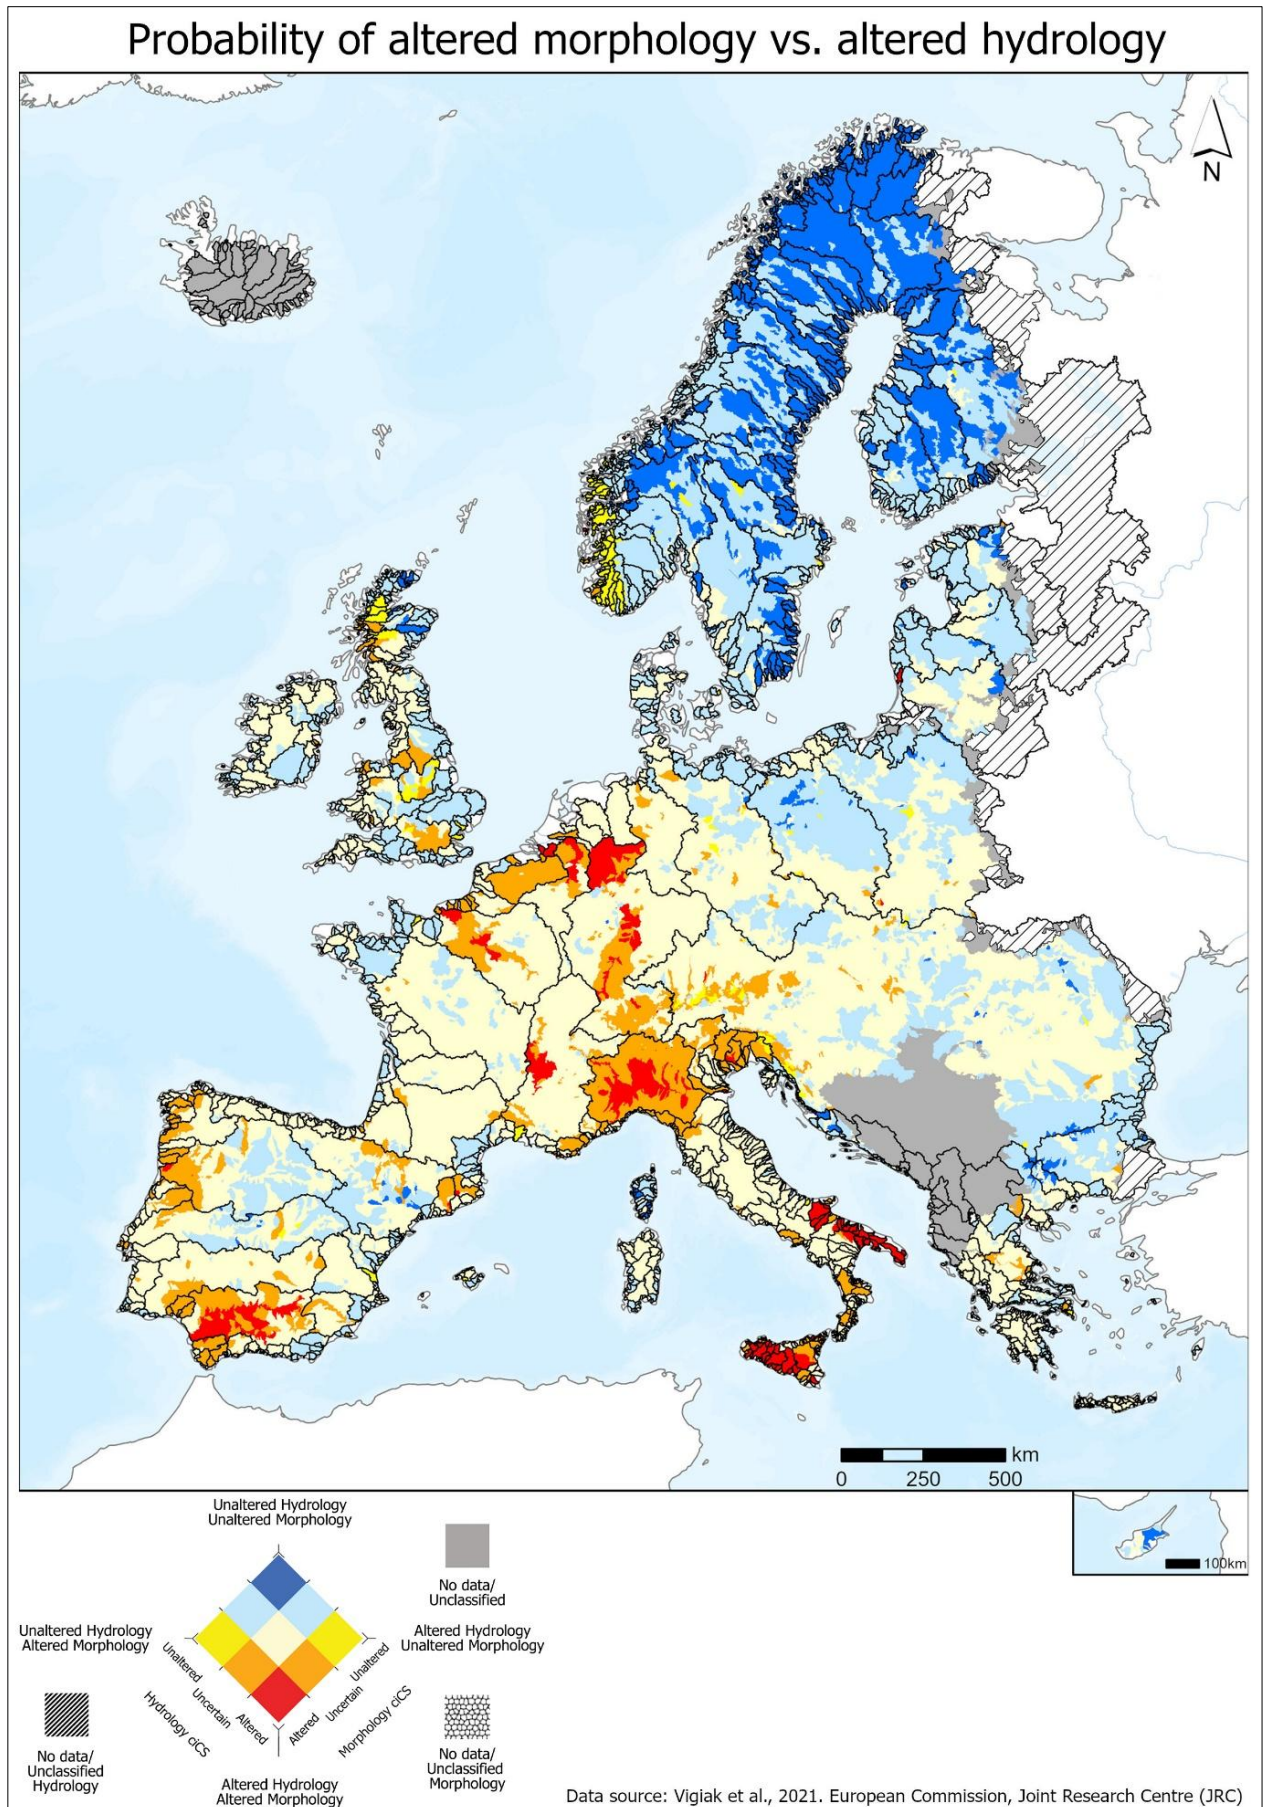 Probability of altered morphology vs. altered hydrology
N
km
0 250 500
100km
Unaltered Hydrology
Unaltered Morphology
No data/
Unclassified
Unaltered Hydrology
Altered Morphology
Altered Hydrology
Unaltered Morphology
Unaltered
Uncertain
Altered
Hydrology ciCS
Altered
Uncertain
Unaltered
Morphology ciCS
No data/
Unclassified
Hydrology
No data/
Unclassified
Morphology
Altered Hydrology
Altered Morphology
Data source: Vigiak et al., 2021. European Commission, Joint Research Centre (JRC)